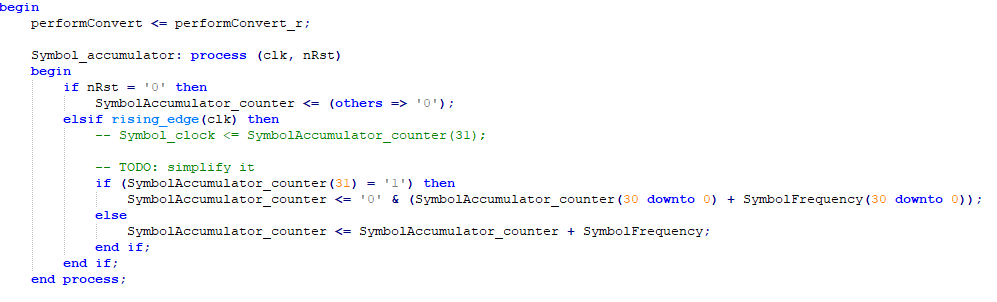 begin
    performConvert <= performConvert_r;

    Symbol_accumulator: process (clk, nRst)
    begin
        if nRst = '0' then
            SymbolAccumulator_counter <= (others => '0');
        elsif rising_edge(clk) then
            -- Symbol_clock <= SymbolAccumulator_counter(31);

            -- TODO: simplify it
            if (SymbolAccumulator_counter(31) = '1') then
                SymbolAccumulator_counter <= '0' & (SymbolAccumulator_counter(30 downto 0) + SymbolFrequency(30 downto 0));
            else
                SymbolAccumulator_counter <= SymbolAccumulator_counter + SymbolFrequency;
            end if;
        end if;
    end process;